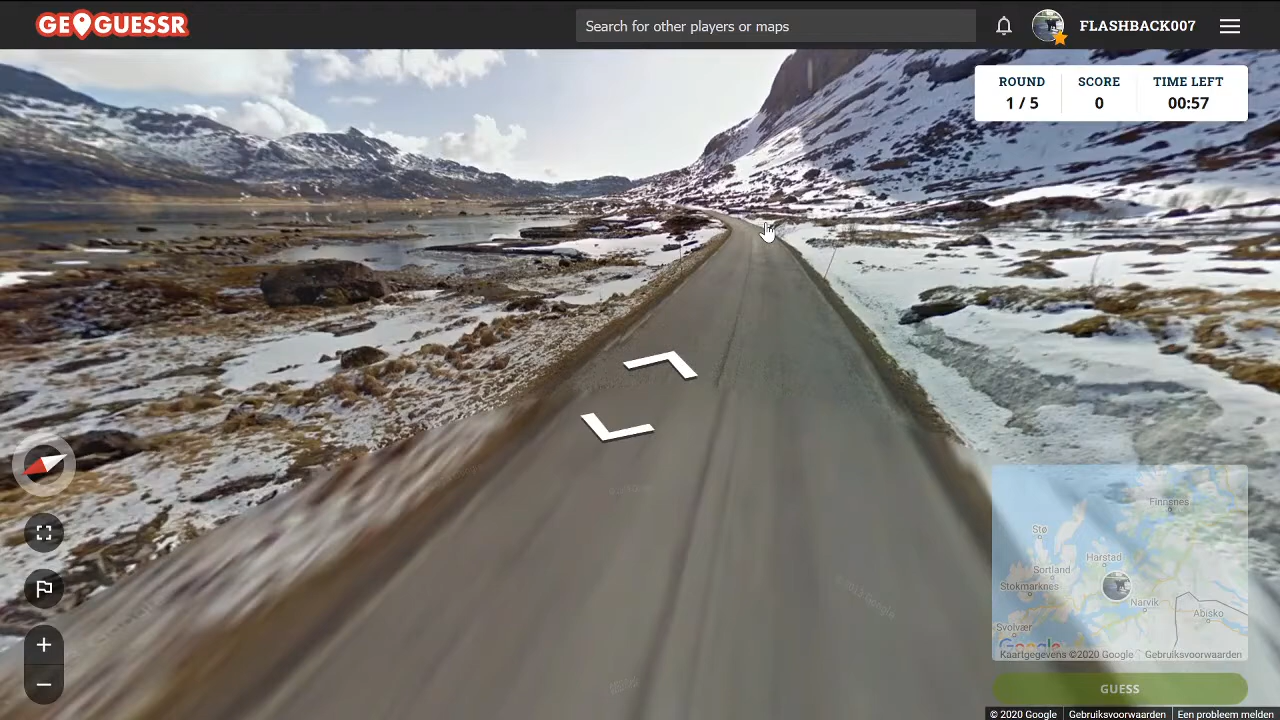 GEOGUESSR
Search for other players or maps
FLASHBACK007
ROUND SCORE TIME LEFT
1 / 5 0 00:57
Finnsnes
Stø
Harstad
Sortland
Stokmarknes
Narvik
Abisko
Svolvær
Google
Kaartgegevens ©2020 Google Gebruiksvoorwaarden
GUESS
© 2020 Google Gebruiksvoorwaarden Een probleem melden